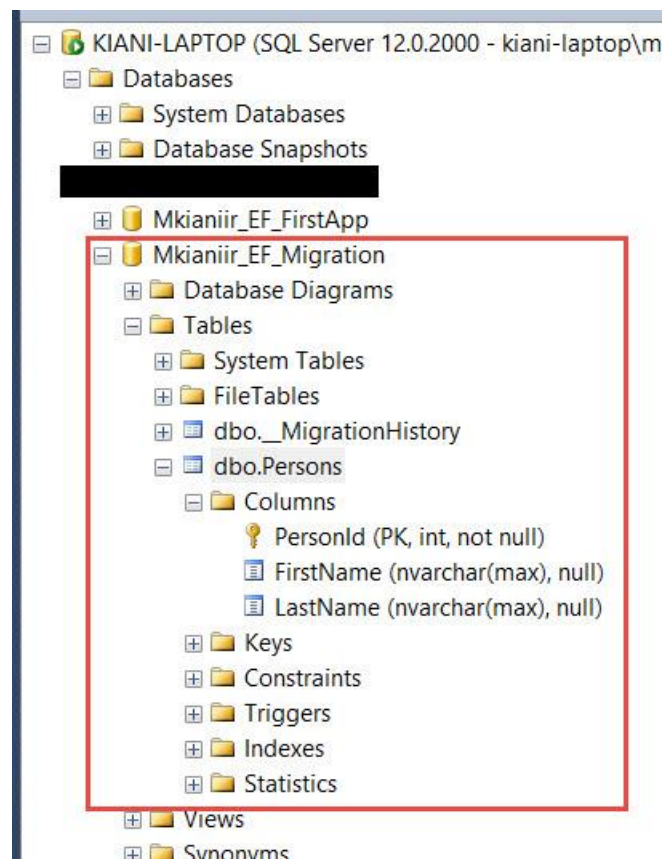 KIANI-LAPTOP (SQL Server 12.0.2000 - kiani-laptop\m
Databases
System Databases
Database Snapshots
Mkianiir_EF_FirstApp
Mkianiir_EF_Migration
Database Diagrams
Tables
System Tables
FileTables
dbo.__MigrationHistory
dbo.Persons
Columns
PersonId (PK, int, not null)
FirstName (nvarchar(max), null)
LastName (nvarchar(max), null)
Keys
Constraints
Triggers
Indexes
Statistics
Views
Synonyms